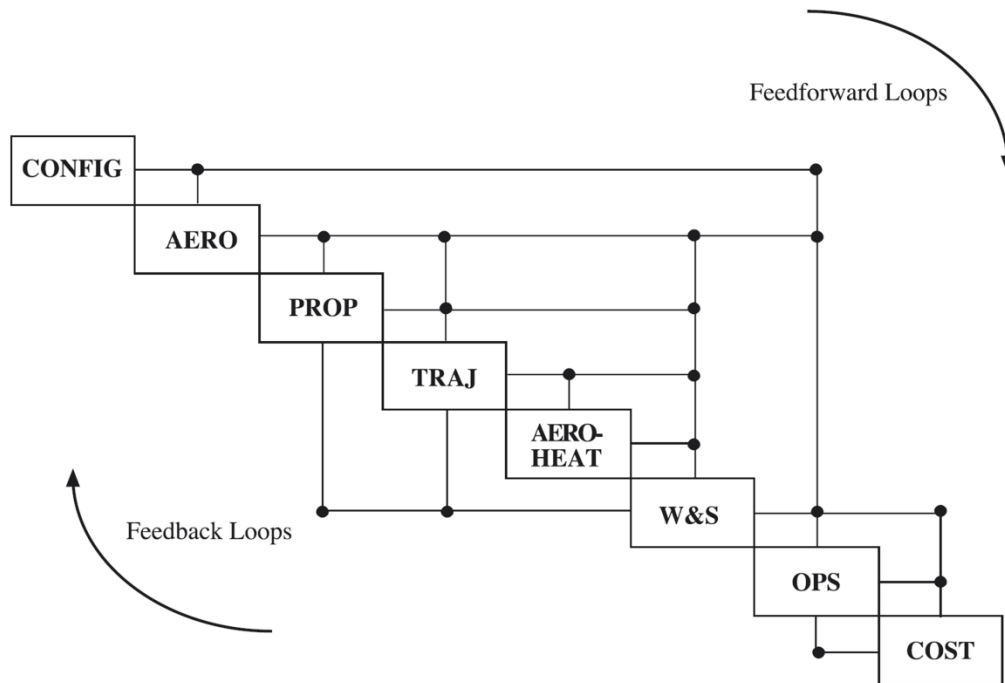 Feedforward Loops
CONFIG
AERO
PROP
TRAJ
AERO-
HEAT
W&S
Feedback Loops
OPS
COST